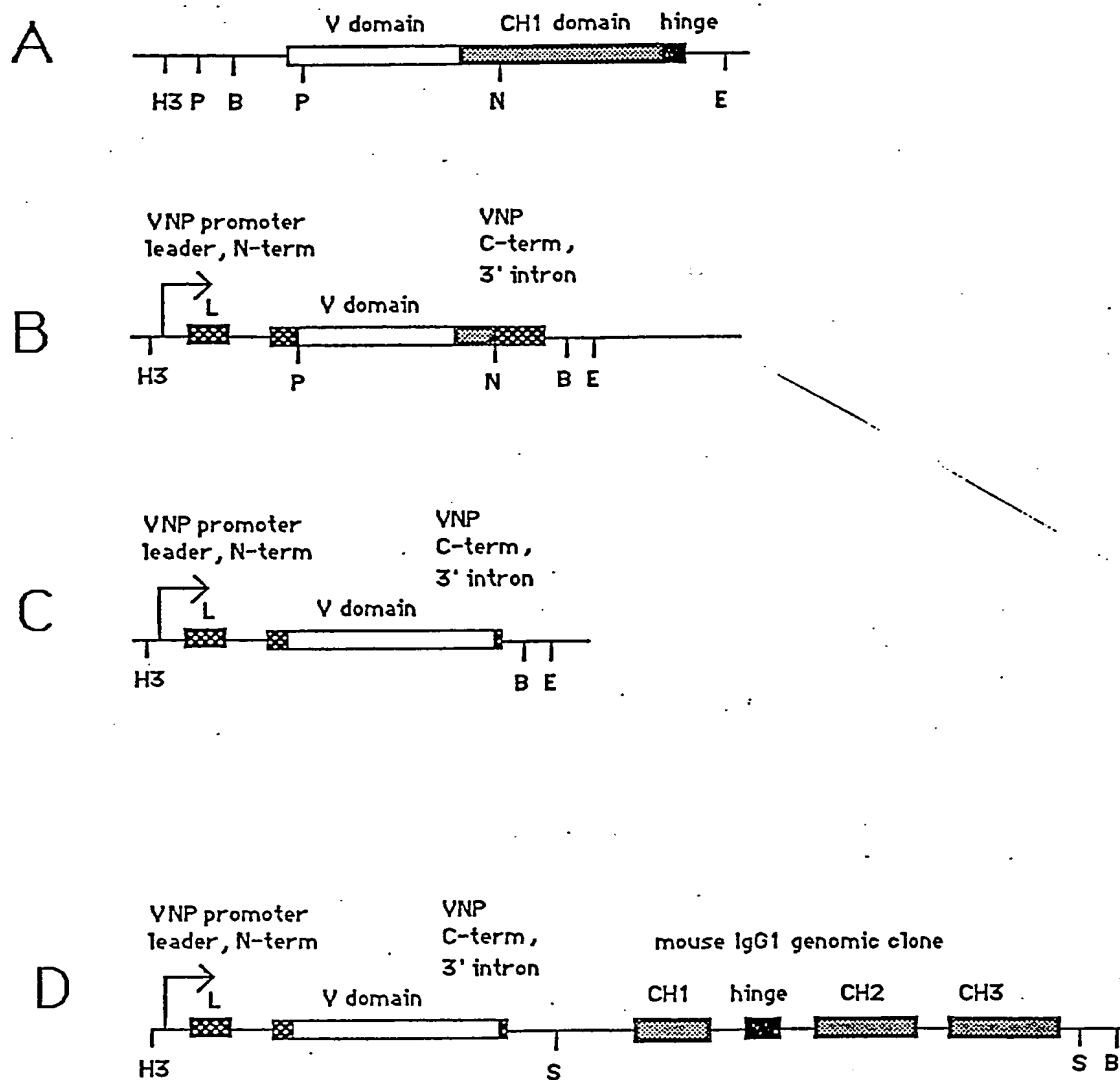 A
V domain CH1 domain hinge
H3 P B P N E
B
VNP promoter
leader, N-term
VNP
C-term,
3' intron
L
V domain
H3 P N B E
C
VNP promoter
leader, N-term
VNP
C-term,
3' intron
L
V domain
H3 B E
D
VNP promoter
leader, N-term
VNP
C-term,
3' intron
mouse IgG1 genomic clone
L
V domain
CH1 hinge CH2 CH3
H3 S S B